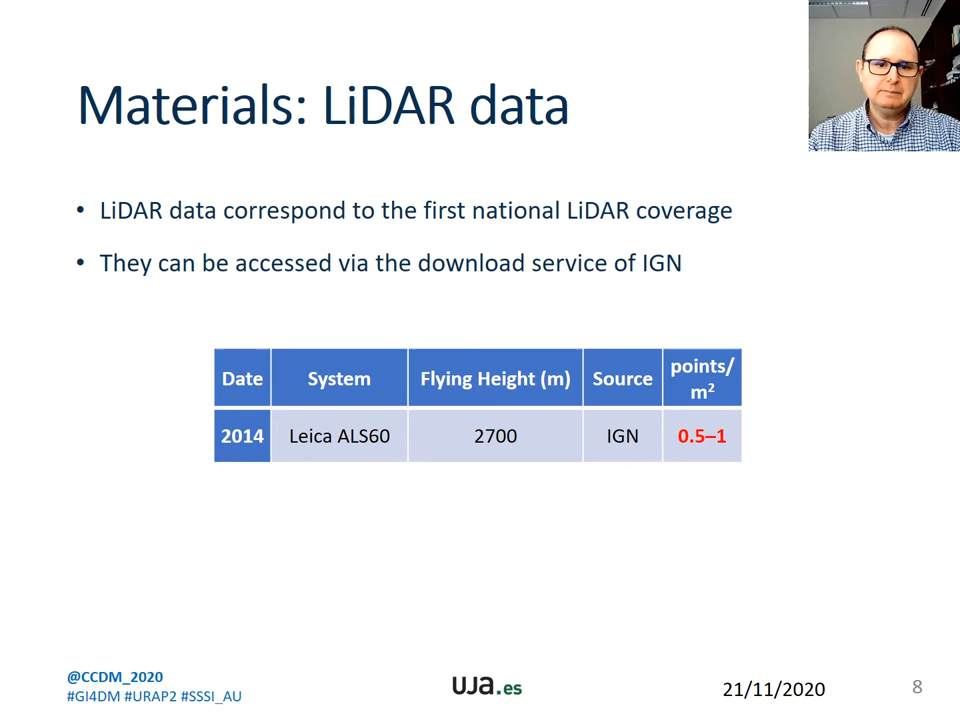 Materials: LiDAR data
• LiDAR data correspond to the first national LiDAR coverage
• They can be accessed via the download service of IGN
Date System Flying Height (m) Source points/m²
2014 Leica ALS60 2700 IGN 0.5–1
@CCDM_2020
#GI4DM #URAP2 #SSSI_AU
uja.es
21/11/2020
8